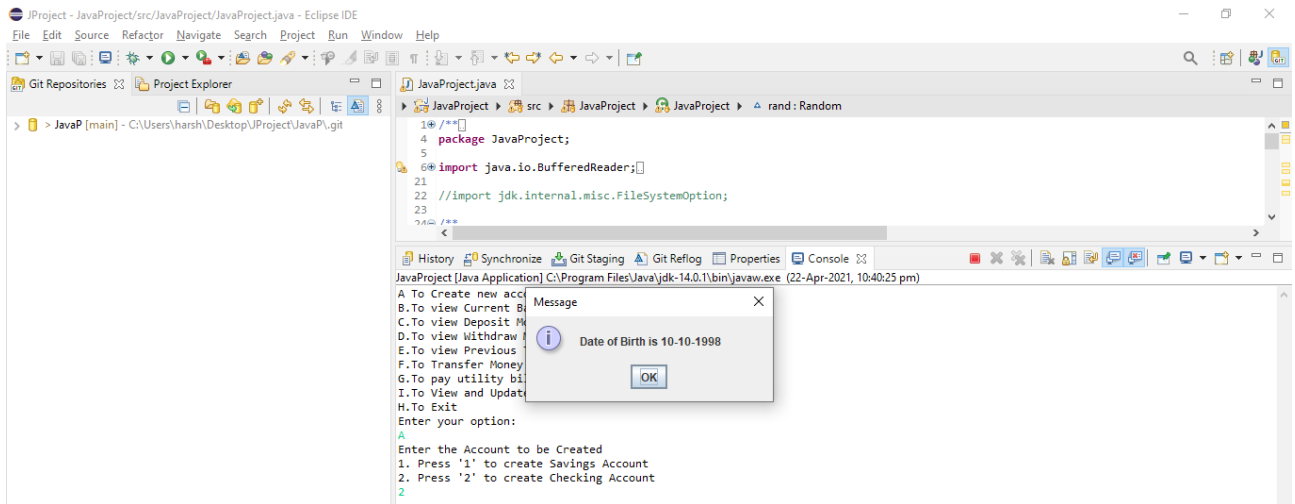 JProject - JavaProject/src/JavaProject/JavaProject.java - Eclipse IDE
File Edit Source Refactor Navigate Search Project Run Window Help
Git Repositories Project Explorer
> JavaP [main] - C:\Users\harsh\Desktop\JProject\JavaP\.git
JavaProject.java
JavaProject src JavaProject JavaProject rand : Random
1 /**
4 package JavaProject;
5
6 import java.io.BufferedReader;
21
22 //import jdk.internal.misc.FileSystemOption;
23
24 /**
History Synchronize Git Staging Git Reflog Properties Console
JavaProject [Java Application] C:\Program Files\Java\jdk-14.0.1\bin\javaw.exe (22-Apr-2021, 10:40:25 pm)
A To Create new acc
B.To view Current Ba
C.To view Deposit Mo
D.To view Withdraw
E.To view Previous
F.To Transfer Money
G.To pay utility bi
I.To View and Update
H.To Exit
Enter your option:
A
Enter the Account to be Created
1. Press '1' to create Savings Account
2. Press '2' to create Checking Account
2
Message
Date of Birth is 10-10-1998
OK